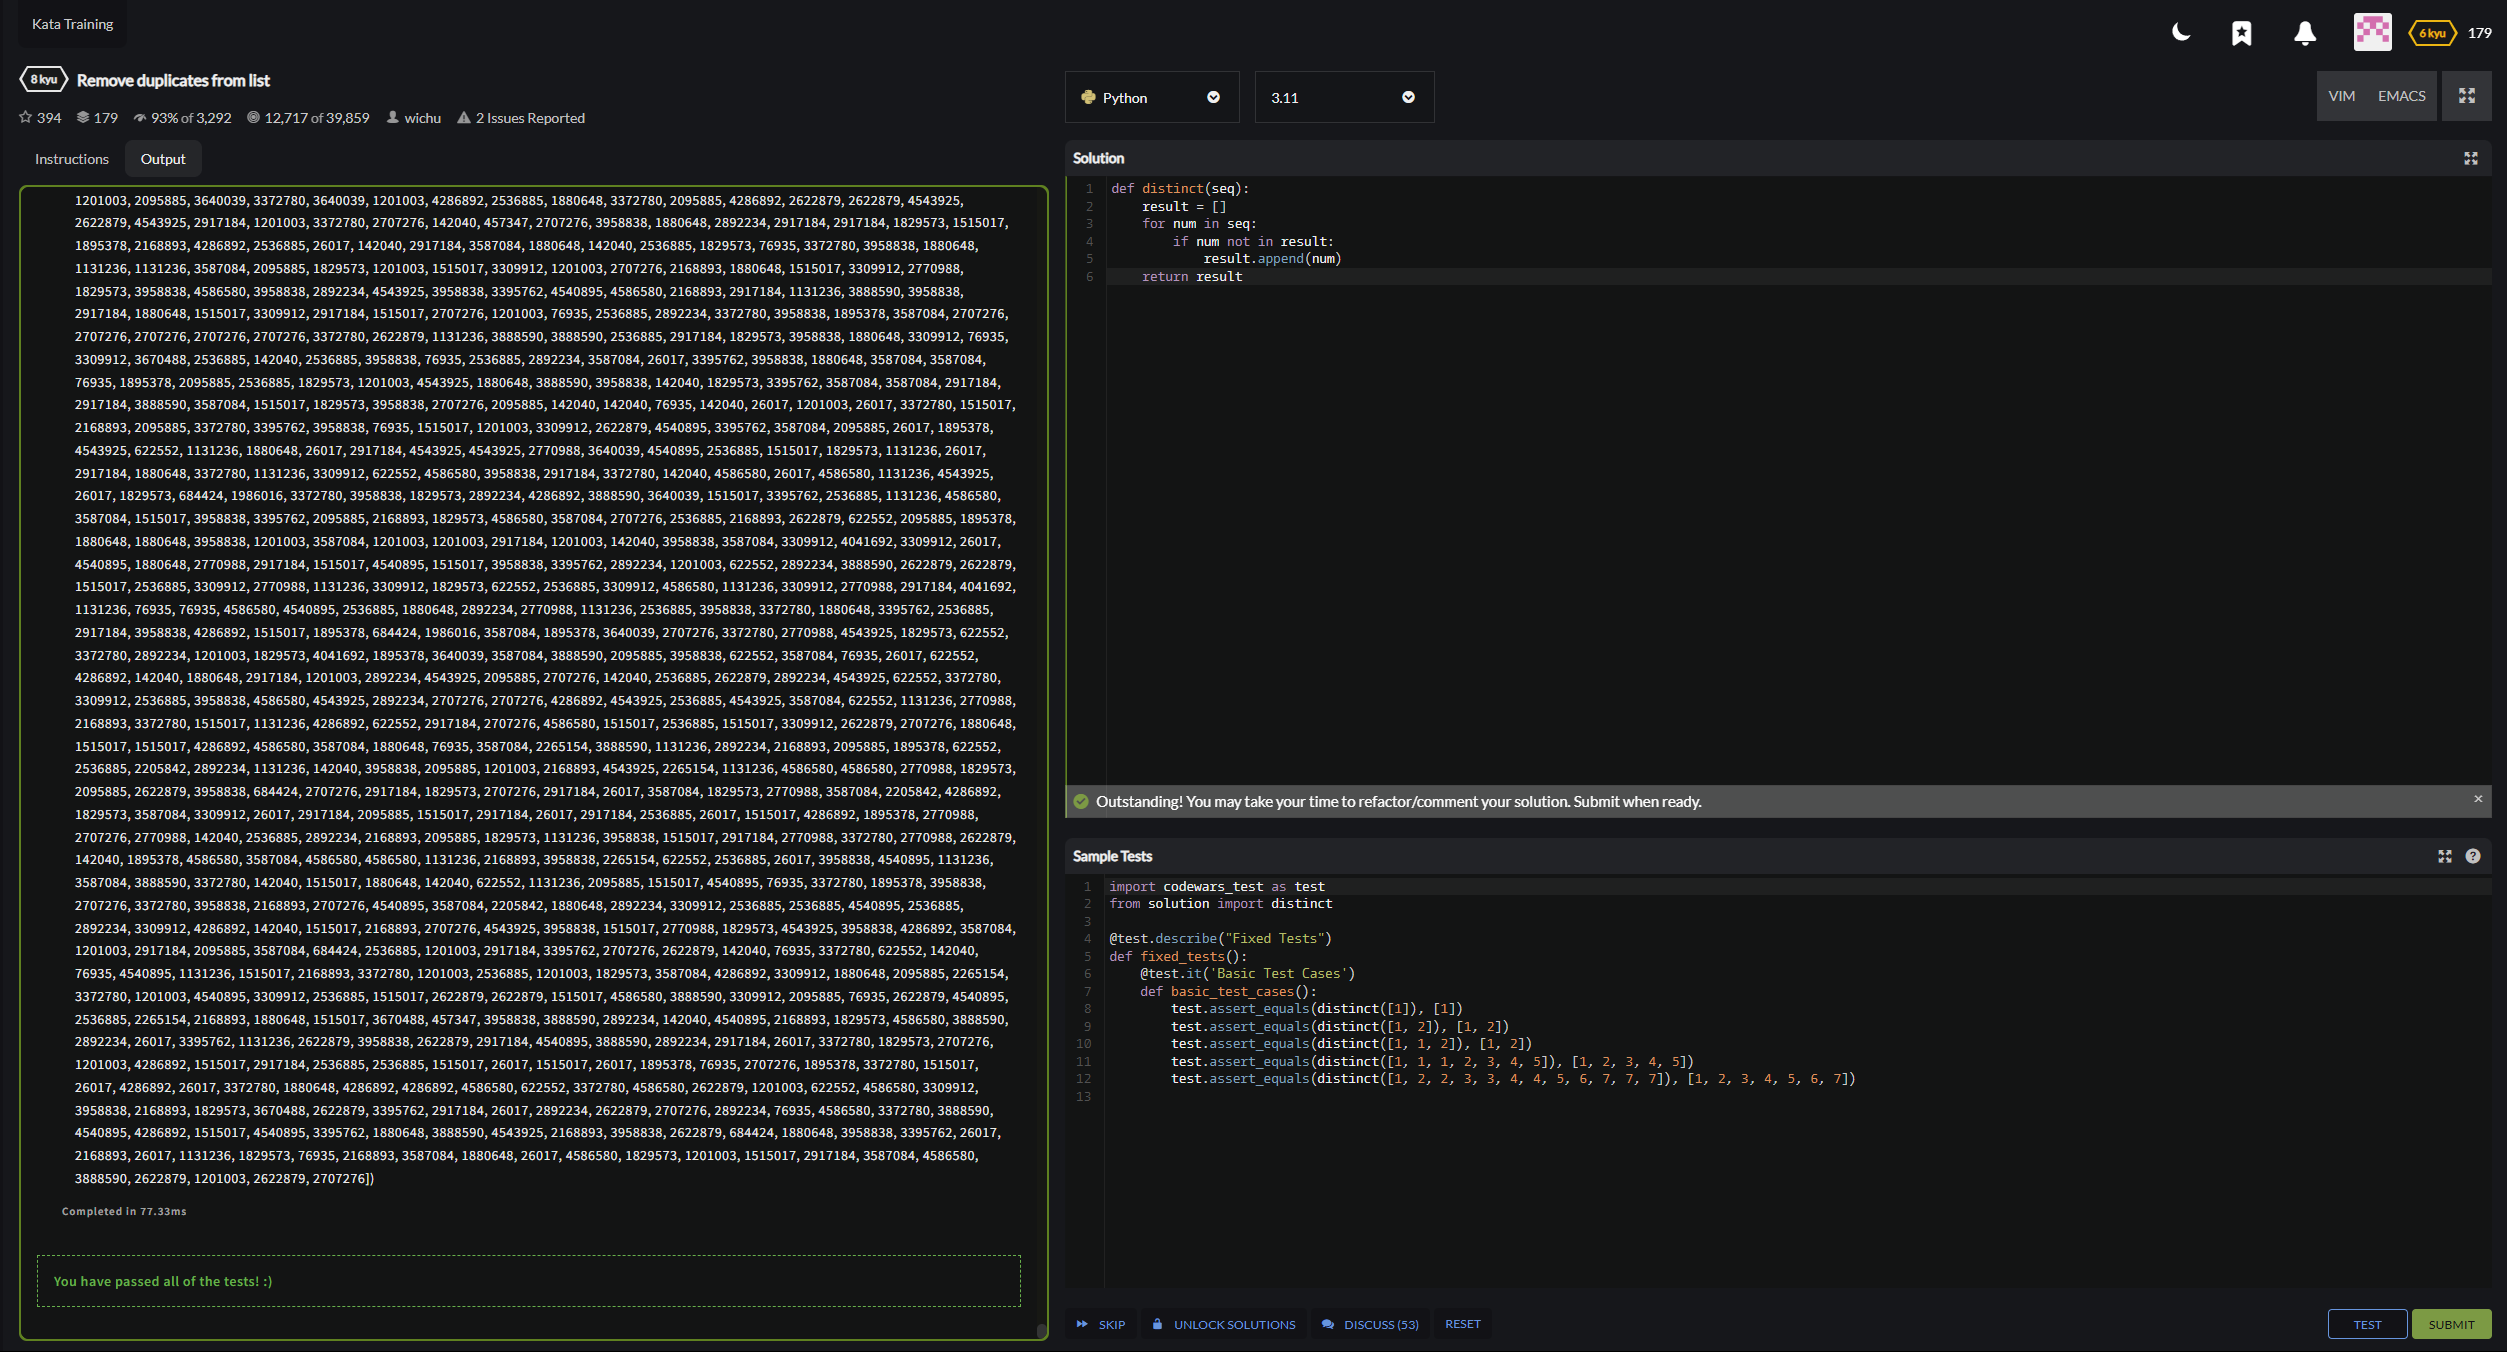 Kata Training
6 kyu 179
8 kyu Remove duplicates from list
394 179 93% of 3,292 12,717 of 39,859 wichu 2 Issues Reported
Instructions Output
1201003, 2095885, 3640039, 3372780, 3640039, 1201003, 4286892, 2536885, 1880648, 3372780, 2095885, 4286892, 2622879, 2622879, 4543925,
2622879, 4543925, 2917184, 1201003, 3372780, 2707276, 142040, 457347, 2707276, 3958838, 1880648, 2892234, 2917184, 2917184, 1829573, 1515017,
1895378, 2168893, 4286892, 2536885, 26017, 142040, 2917184, 3587084, 1880648, 142040, 2536885, 1829573, 76935, 3372780, 3958838, 1880648,
1131236, 1131236, 3587084, 2095885, 1829573, 1201003, 1515017, 3309912, 1201003, 2707276, 2168893, 1880648, 1515017, 3309912, 2770988,
1829573, 3958838, 4586580, 3958838, 2892234, 4543925, 3958838, 3395762, 4540895, 4586580, 2168893, 2917184, 1131236, 3888590, 3958838,
2917184, 1880648, 1515017, 3309912, 2917184, 1515017, 2707276, 1201003, 76935, 2536885, 2892234, 3372780, 3958838, 1895378, 3587084, 2707276,
2707276, 2707276, 2707276, 2707276, 3372780, 2622879, 1131236, 3888590, 3888590, 2536885, 2917184, 1829573, 3958838, 1880648, 3309912, 76935,
3309912, 3670488, 2536885, 142040, 2536885, 3958838, 76935, 2536885, 2892234, 3587084, 26017, 3395762, 3958838, 1880648, 3587084, 3587084,
76935, 1895378, 2095885, 2536885, 1829573, 1201003, 4543925, 1880648, 3888590, 3958838, 142040, 1829573, 3395762, 3587084, 3587084, 2917184,
2917184, 3888590, 3587084, 1515017, 1829573, 3958838, 2707276, 2095885, 142040, 142040, 76935, 142040, 26017, 1201003, 26017, 3372780, 1515017,
2168893, 2095885, 3372780, 3395762, 3958838, 76935, 1515017, 1201003, 3309912, 2622879, 4540895, 3395762, 3587084, 2095885, 26017, 1895378,
4543925, 622552, 1131236, 1880648, 26017, 2917184, 4543925, 4543925, 2770988, 3640039, 4540895, 2536885, 1515017, 1829573, 1131236, 26017,
2917184, 1880648, 3372780, 1131236, 3309912, 622552, 4586580, 3958838, 2917184, 3372780, 142040, 4586580, 26017, 4586580, 1131236, 4543925,
26017, 1829573, 684424, 1986016, 3372780, 3958838, 1829573, 2892234, 4286892, 3888590, 3640039, 1515017, 3395762, 2536885, 1131236, 4586580,
3587084, 1515017, 3958838, 3395762, 2095885, 2168893, 1829573, 4586580, 3587084, 2707276, 2536885, 2168893, 2622879, 622552, 2095885, 1895378,
1880648, 1880648, 3958838, 1201003, 3587084, 1201003, 1201003, 2917184, 1201003, 142040, 3958838, 3587084, 3309912, 4041692, 3309912, 26017,
4540895, 1880648, 2770988, 2917184, 1515017, 4540895, 1515017, 3958838, 3395762, 2892234, 1201003, 622552, 2892234, 3888590, 2622879, 2622879,
1515017, 2536885, 3309912, 2770988, 1131236, 3309912, 1829573, 622552, 2536885, 3309912, 4586580, 1131236, 3309912, 2770988, 2917184, 4041692,
1131236, 76935, 76935, 4586580, 4540895, 2536885, 1880648, 2892234, 2770988, 1131236, 2536885, 3958838, 3372780, 1880648, 3395762, 2536885,
2917184, 3958838, 4286892, 1515017, 1895378, 684424, 1986016, 3587084, 1895378, 3640039, 2707276, 3372780, 2770988, 4543925, 1829573, 622552,
3372780, 2892234, 1201003, 1829573, 4041692, 1895378, 3640039, 3587084, 3888590, 2095885, 3958838, 622552, 3587084, 76935, 26017, 622552,
4286892, 142040, 1880648, 2917184, 1201003, 2892234, 4543925, 2095885, 2707276, 142040, 2536885, 2622879, 2892234, 4543925, 622552, 3372780,
3309912, 2536885, 3958838, 4586580, 4543925, 2892234, 2707276, 2707276, 4286892, 4543925, 2536885, 4543925, 3587084, 622552, 1131236, 2770988,
2168893, 3372780, 1515017, 1131236, 4286892, 622552, 2917184, 2707276, 4586580, 1515017, 2536885, 1515017, 3309912, 2622879, 2707276, 1880648,
1515017, 1515017, 4286892, 4586580, 3587084, 1880648, 76935, 3587084, 2265154, 3888590, 1131236, 2892234, 2168893, 2095885, 1895378, 622552,
2536885, 2205842, 2892234, 1131236, 142040, 3958838, 2095885, 1201003, 2168893, 4543925, 2265154, 1131236, 4586580, 4586580, 2770988, 1829573,
2095885, 2622879, 3958838, 684424, 2707276, 2917184, 1829573, 2707276, 2917184, 26017, 3587084, 1829573, 2770988, 3587084, 2205842, 4286892,
1829573, 3587084, 3309912, 26017, 2917184, 2095885, 1515017, 2917184, 26017, 2917184, 2536885, 26017, 1515017, 4286892, 1895378, 2770988,
2707276, 2770988, 142040, 2536885, 2892234, 2168893, 2095885, 1829573, 1131236, 3958838, 1515017, 2917184, 2770988, 3372780, 2770988, 2622879,
142040, 1895378, 4586580, 3587084, 4586580, 4586580, 1131236, 2168893, 3958838, 2265154, 622552, 2536885, 26017, 3958838, 4540895, 1131236,
3587084, 3888590, 3372780, 142040, 1515017, 1880648, 142040, 622552, 1131236, 2095885, 1515017, 4540895, 76935, 3372780, 1895378, 3958838,
2707276, 3372780, 3958838, 2168893, 2707276, 4540895, 3587084, 2205842, 1880648, 2892234, 3309912, 2536885, 2536885, 4540895, 2536885,
2892234, 3309912, 4286892, 142040, 1515017, 2168893, 2707276, 4543925, 3958838, 1515017, 2770988, 1829573, 4543925, 3958838, 4286892, 3587084,
1201003, 2917184, 2095885, 3587084, 684424, 2536885, 1201003, 2917184, 3395762, 2707276, 2622879, 142040, 76935, 3372780, 622552, 142040,
76935, 4540895, 1131236, 1515017, 2168893, 3372780, 1201003, 2536885, 1201003, 1829573, 3587084, 4286892, 3309912, 1880648, 2095885, 2265154,
3372780, 1201003, 4540895, 3309912, 2536885, 1515017, 2622879, 2622879, 1515017, 4586580, 3888590, 3309912, 2095885, 76935, 2622879, 4540895,
2536885, 2265154, 2168893, 1880648, 1515017, 3670488, 457347, 3958838, 3888590, 2892234, 142040, 4540895, 2168893, 1829573, 4586580, 3888590,
2892234, 26017, 3395762, 1131236, 2622879, 3958838, 2622879, 2917184, 4540895, 3888590, 2892234, 2917184, 26017, 3372780, 1829573, 2707276,
1201003, 4286892, 1515017, 2917184, 2536885, 2536885, 1515017, 26017, 1515017, 26017, 1895378, 76935, 2707276, 1895378, 3372780, 1515017,
26017, 4286892, 26017, 3372780, 1880648, 4286892, 4286892, 4586580, 622552, 3372780, 4586580, 2622879, 1201003, 622552, 4586580, 3309912,
3958838, 2168893, 1829573, 3670488, 2622879, 3395762, 2917184, 26017, 2892234, 2622879, 2707276, 2892234, 76935, 4586580, 3372780, 3888590,
4540895, 4286892, 1515017, 4540895, 3395762, 1880648, 3888590, 4543925, 2168893, 3958838, 2622879, 684424, 1880648, 3958838, 3395762, 26017,
2168893, 26017, 1131236, 1829573, 76935, 2168893, 3587084, 1880648, 26017, 4586580, 1829573, 1201003, 1515017, 2917184, 3587084, 4586580,
3888590, 2622879, 1201003, 2622879, 2707276])
Completed in 77.33ms
You have passed all of the tests! :)
Python 3.11 VIM EMACS
Solution
1 def distinct(seq):
2 result = []
3 for num in seq:
4 if num not in result:
5 result.append(num)
6 return result
Outstanding! You may take your time to refactor/comment your solution. Submit when ready. ×
Sample Tests ?
1 import codewars_test as test
2 from solution import distinct
3
4 @test.describe("Fixed Tests")
5 def fixed_tests():
6 @test.it('Basic Test Cases')
7 def basic_test_cases():
8 test.assert_equals(distinct([1]), [1])
9 test.assert_equals(distinct([1, 2]), [1, 2])
10 test.assert_equals(distinct([1, 1, 2]), [1, 2])
11 test.assert_equals(distinct([1, 1, 1, 2, 3, 4, 5]), [1, 2, 3, 4, 5])
12 test.assert_equals(distinct([1, 2, 2, 3, 3, 4, 4, 5, 6, 7, 7, 7]), [1, 2, 3, 4, 5, 6, 7])
13
SKIP UNLOCK SOLUTIONS DISCUSS (53) RESET TEST SUBMIT